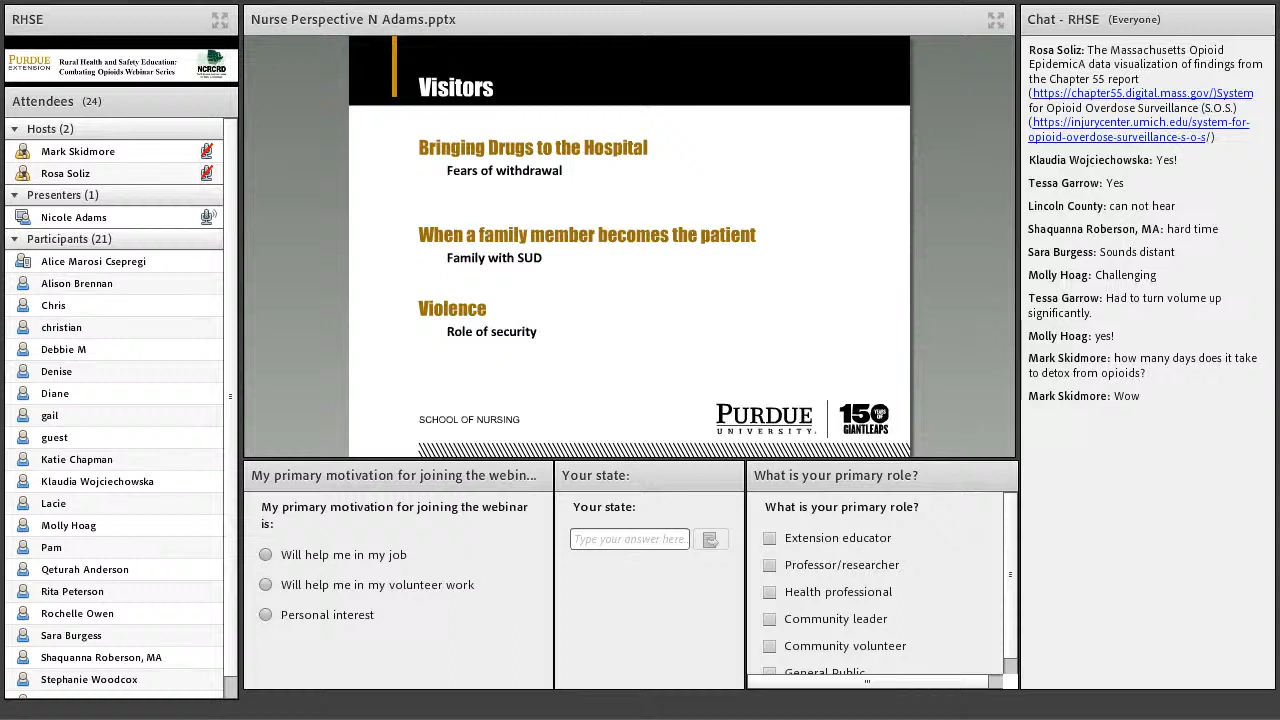 RHSE
PURDUE
EXTENSION
Rural Health and Safety Education:
Combating Opioids Webinar Series
NCRCRD
Attendees (24)
Hosts (2)
Mark Skidmore
Rosa Soliz
Presenters (1)
Nicole Adams
Participants (21)
Alice Marosi Csepregi
Alison Brennan
Chris
christian
Debbie M
Denise
Diane
gail
guest
Katie Chapman
Klaudia Wojciechowska
Lacie
Molly Hoag
Pam
Qeturah Anderson
Rita Peterson
Rochelle Owen
Sara Burgess
Shaquanna Roberson, MA
Stephanie Woodcox
Nurse Perspective N Adams.pptx
Visitors
Bringing Drugs to the Hospital
Fears of withdrawal
When a family member becomes the patient
Family with SUD
Violence
Role of security
SCHOOL OF NURSING
PURDUE
UNIVERSITY
150 YEARS OF
GIANT LEAPS
My primary motivation for joining the webin...
My primary motivation for joining the webinar
is:
Will help me in my job
Will help me in my volunteer work
Personal interest
Your state:
Your state:
Type your answer here.
What is your primary role?
What is your primary role?
Extension educator
Professor/researcher
Health professional
Community leader
Community volunteer
General Public
Chat - RHSE (Everyone)
Rosa Soliz: The Massachusetts Opioid
EpidemicA data visualization of findings from
the Chapter 55 report
(https://chapter55.digital.mass.gov/)System
for Opioid Overdose Surveillance (S.O.S.)
(https://injurycenter.umich.edu/system-for-
opioid-overdose-surveillance-s-o-s/)
Klaudia Wojciechowska: Yes!
Tessa Garrow: Yes
Lincoln County: can not hear
Shaquanna Roberson, MA: hard time
Sara Burgess: Sounds distant
Molly Hoag: Challenging
Tessa Garrow: Had to turn volume up
significantly.
Molly Hoag: yes!
Mark Skidmore: how many days does it take
to detox from opioids?
Mark Skidmore: Wow